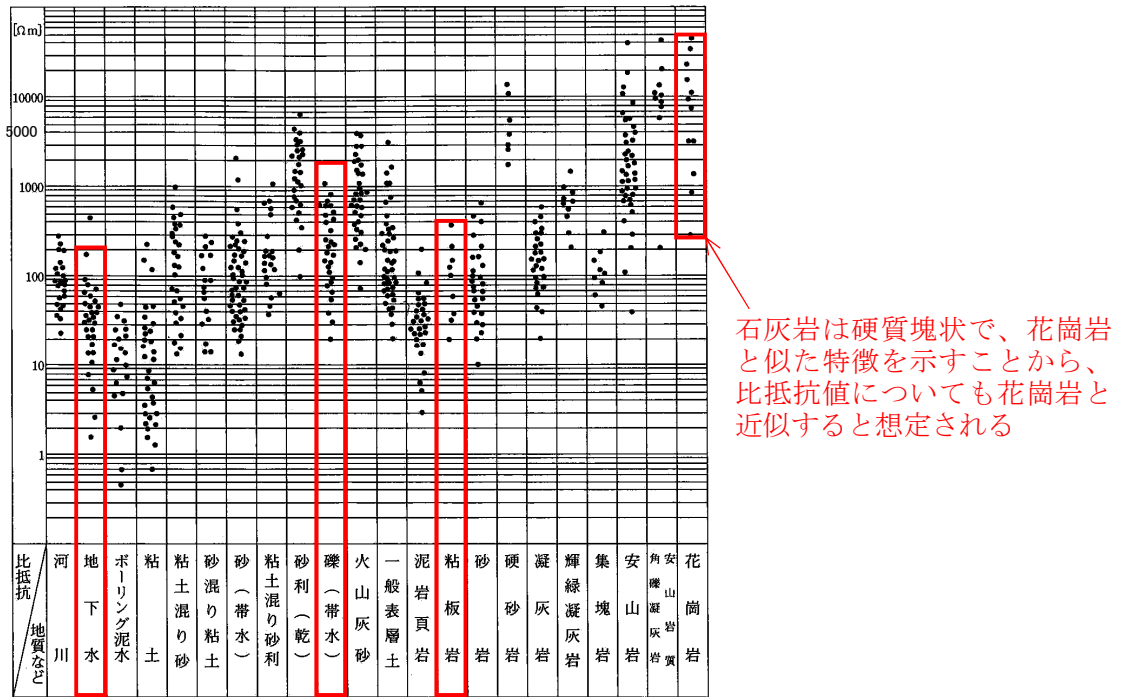 [Ωm]
10000
5000
1000
100
10
1
比抵抗
地質など
河川
地下水
ボーリング泥水
粘土
粘土混り砂
砂混り粘土
砂(帯水)
粘土混り砂利
砂利(乾)
礫(帯水)
火山灰砂
一般表層土
泥岩頁岩
粘板岩
砂岩
硬砂岩
凝灰岩
輝緑凝灰岩
集塊岩
安山岩
安山岩質
角礫凝灰岩
花崗岩
石灰岩は硬質塊状で、花崗岩
と似た特徴を示すことから、
比抵抗値についても花崗岩と
近似すると想定される